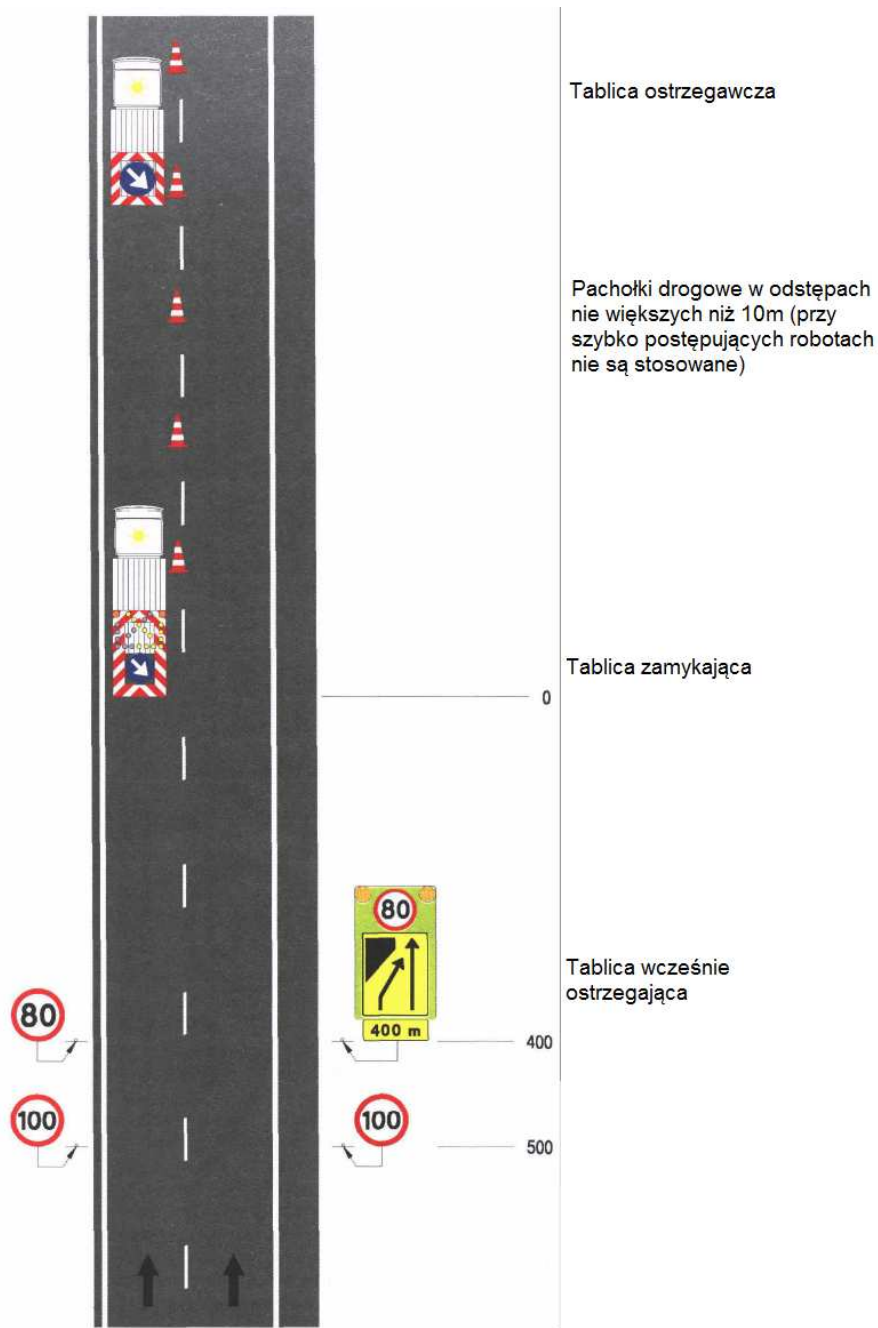 Tablica ostrzegawcza
Pachołki drogowe w odstępach
nie większych niż 10m (przy
szybko postępujących robotach
nie są stosowane)
Tablica zamykająca
0
80
Tablica wcześnie
ostrzegająca
80
400 m
400
100
100
500